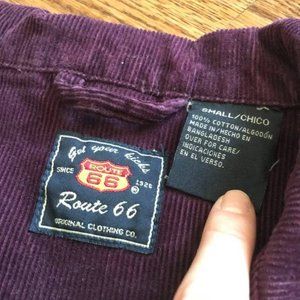 Get your kicks
SINCE 1926
ROUTE
66
®
Route 66
ORIGINAL CLOTHING CO.
SMALL/CHICO
100% COTTON/ALGODÓN
MADE IN/HECHO EN
BANGLADESH
OVER FOR CARE/
INDICACIONES
EN EL VERSO.